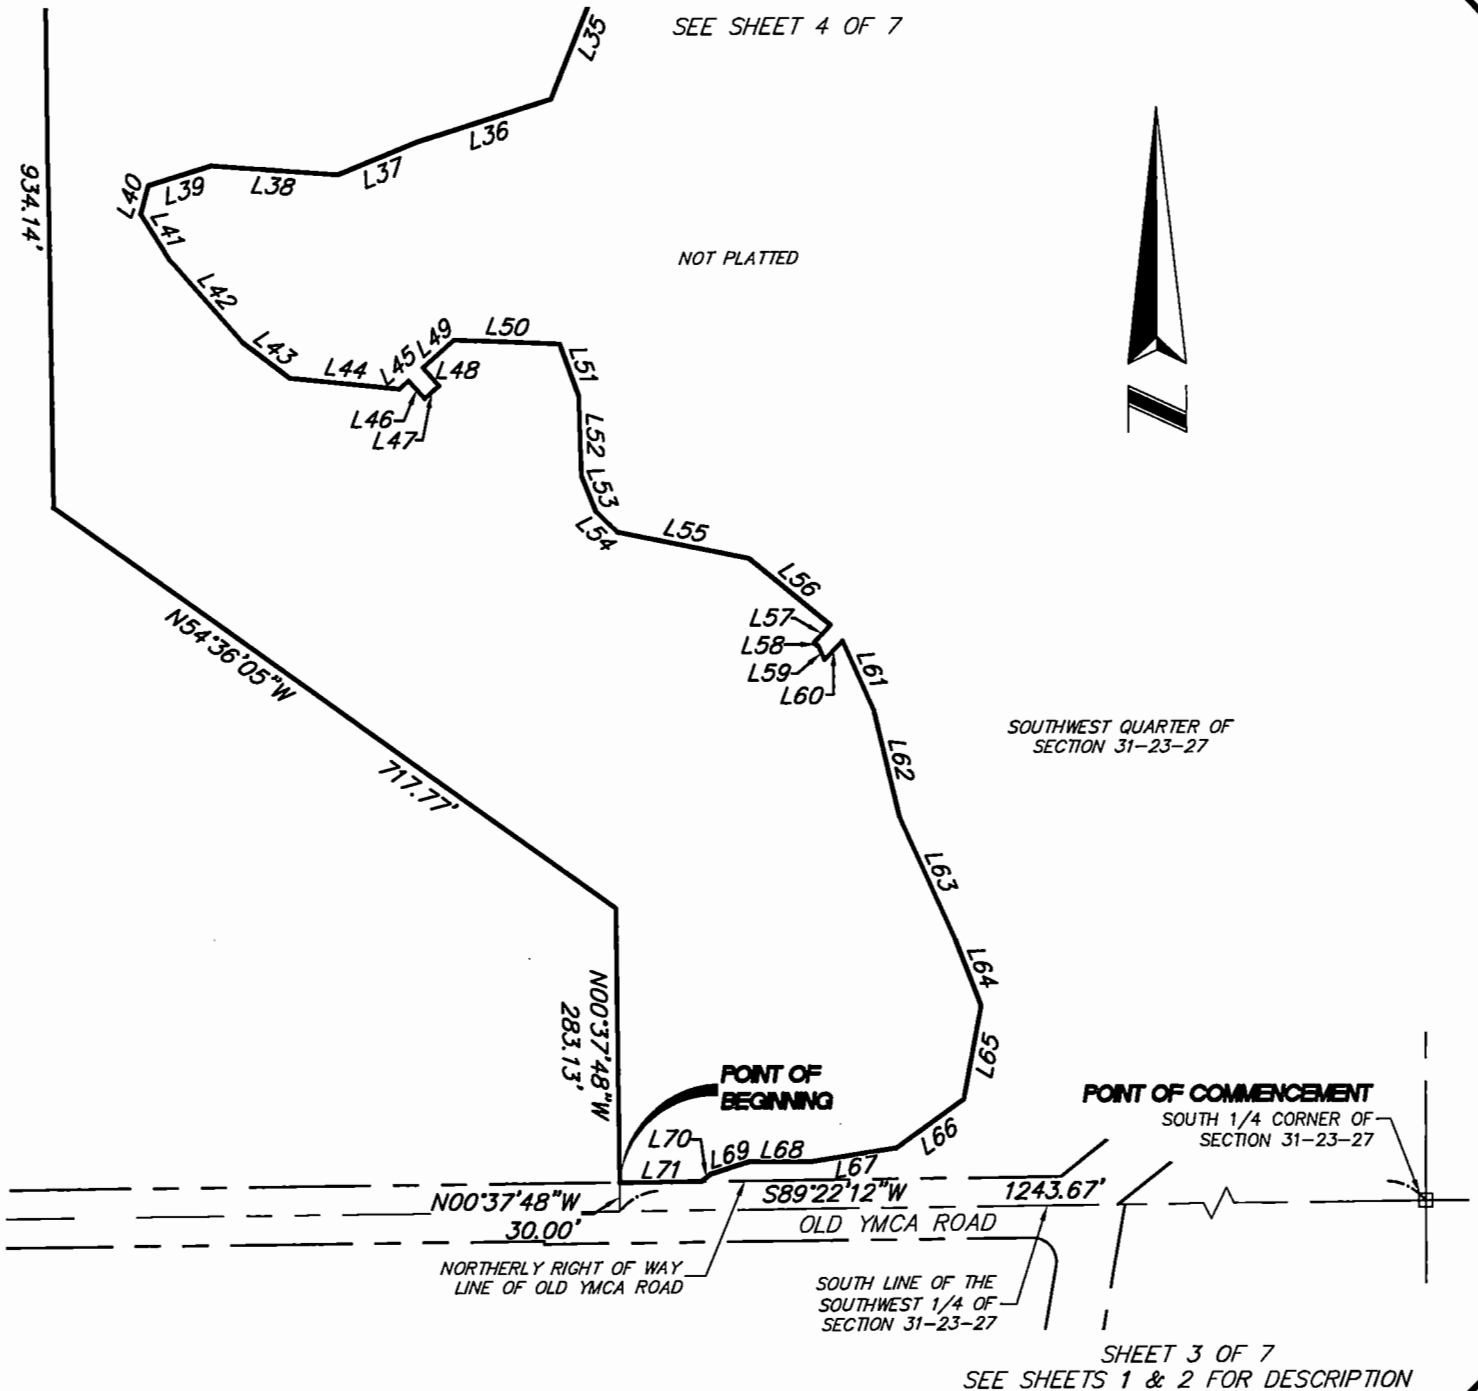 SEE SHEET 4 OF 7
L35
L36
L37
L38
L39
L40
L41
934.14'
L42
L43
L44
L45
L46
L47
L48
L49
L50
L51
L52
L53
L54
L55
L56
L57
L58
L59
L60
L61
L62
L63
L64
L65
L66
L67
L68
L69
L70
L71
NOT PLATTED
N
SOUTHWEST QUARTER OF
SECTION 31-23-27
N54°36'05"W
717.77'
N00°37'48"W
283.13'
POINT OF
BEGINNING
POINT OF COMMENCEMENT
SOUTH 1/4 CORNER OF
SECTION 31-23-27
N00°37'48"W
30.00'
S89°22'12"W
1243.67'
OLD YMCA ROAD
NORTHERLY RIGHT OF WAY
LINE OF OLD YMCA ROAD
SOUTH LINE OF THE
SOUTHWEST 1/4 OF
SECTION 31-23-27
SHEET 3 OF 7
SEE SHEETS 1 & 2 FOR DESCRIPTION